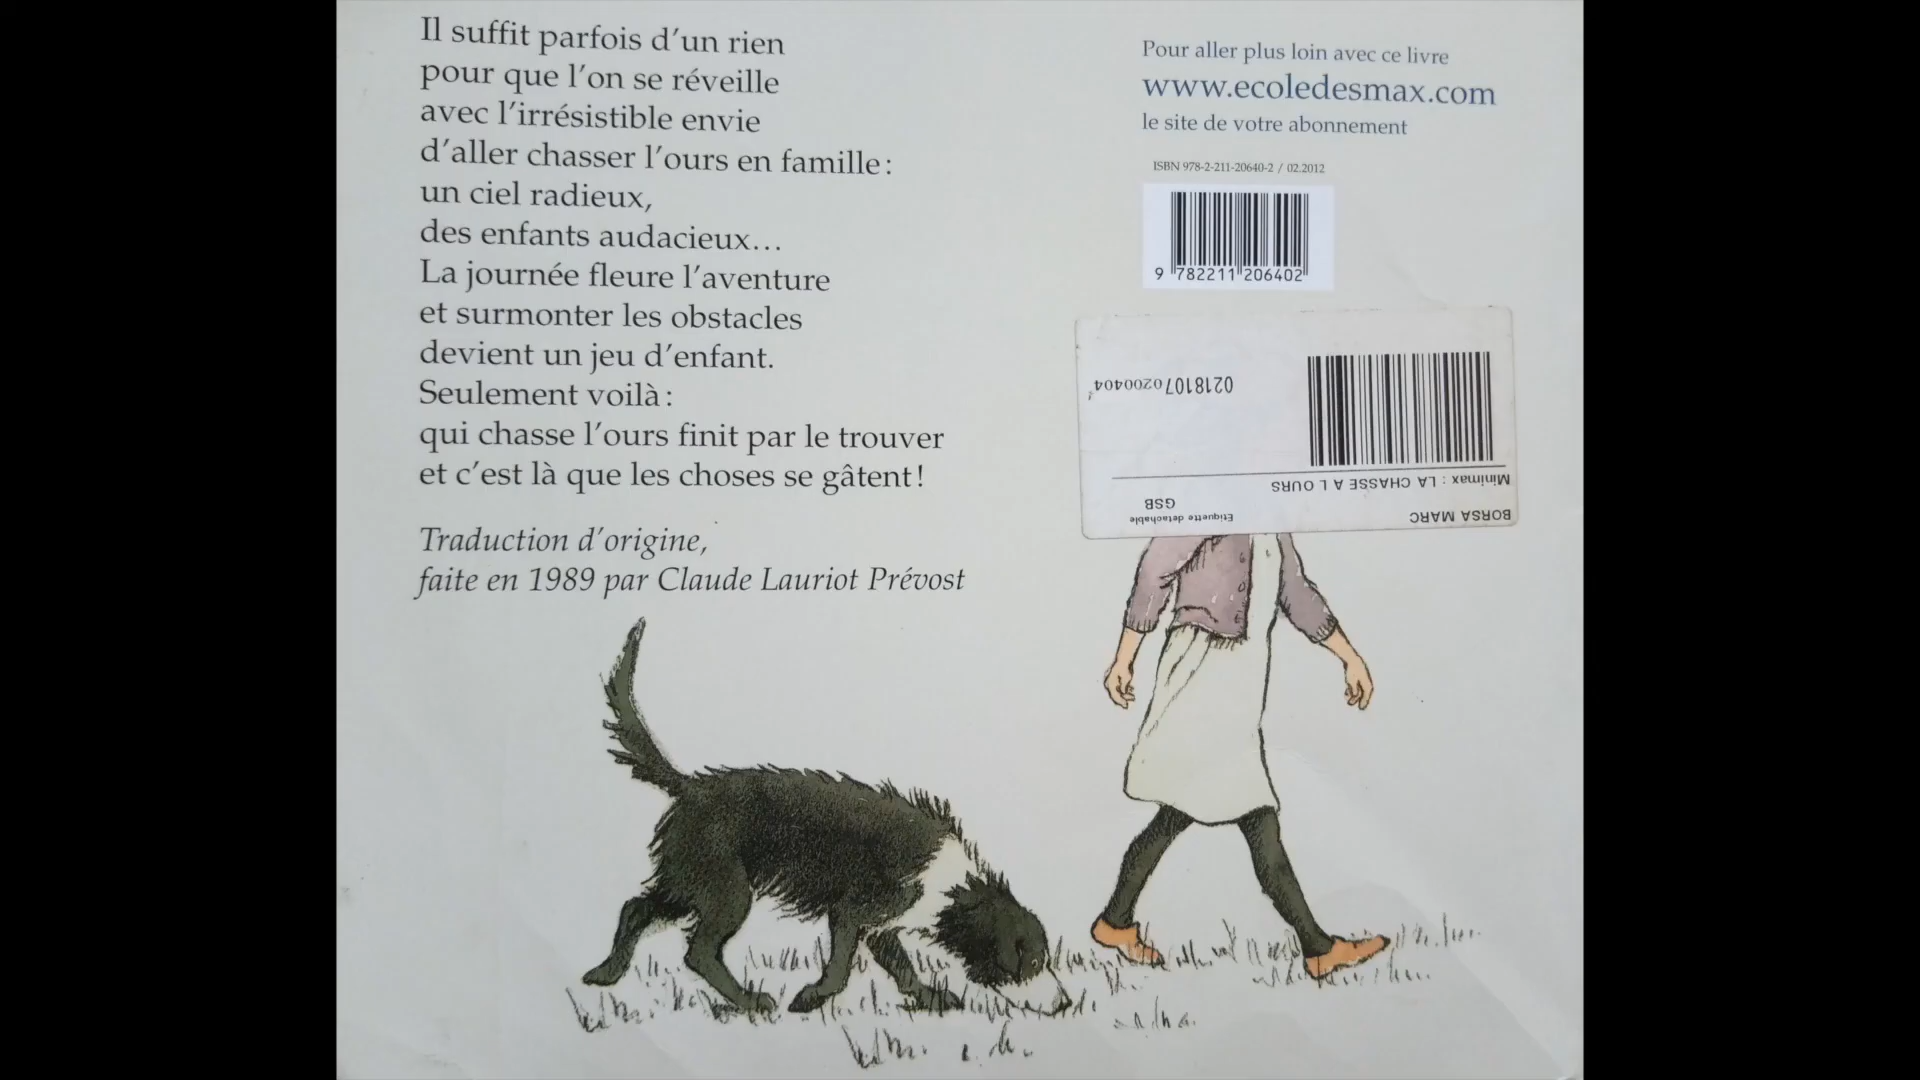 Il suffit parfois d'un rien
pour que l'on se réveille
avec l'irrésistible envie
d'aller chasser l'ours en famille :
un ciel radieux,
des enfants audacieux...
La journée fleure l'aventure
et surmonter les obstacles
devient un jeu d'enfant.
Seulement voilà :
qui chasse l'ours finit par le trouver
et c'est là que les choses se gâtent !
Traduction d'origine,
faite en 1989 par Claude Lauriot Prévost
Pour aller plus loin avec ce livre
www.ecoledesmax.com
le site de votre abonnement
ISBN 978-2-211-20640-2 / 02.2012
9 782211 206402
BORSA MARC
Etiquette detachable
GSB
Minimax : LA CHASSE A L OURS
0218107 0200404